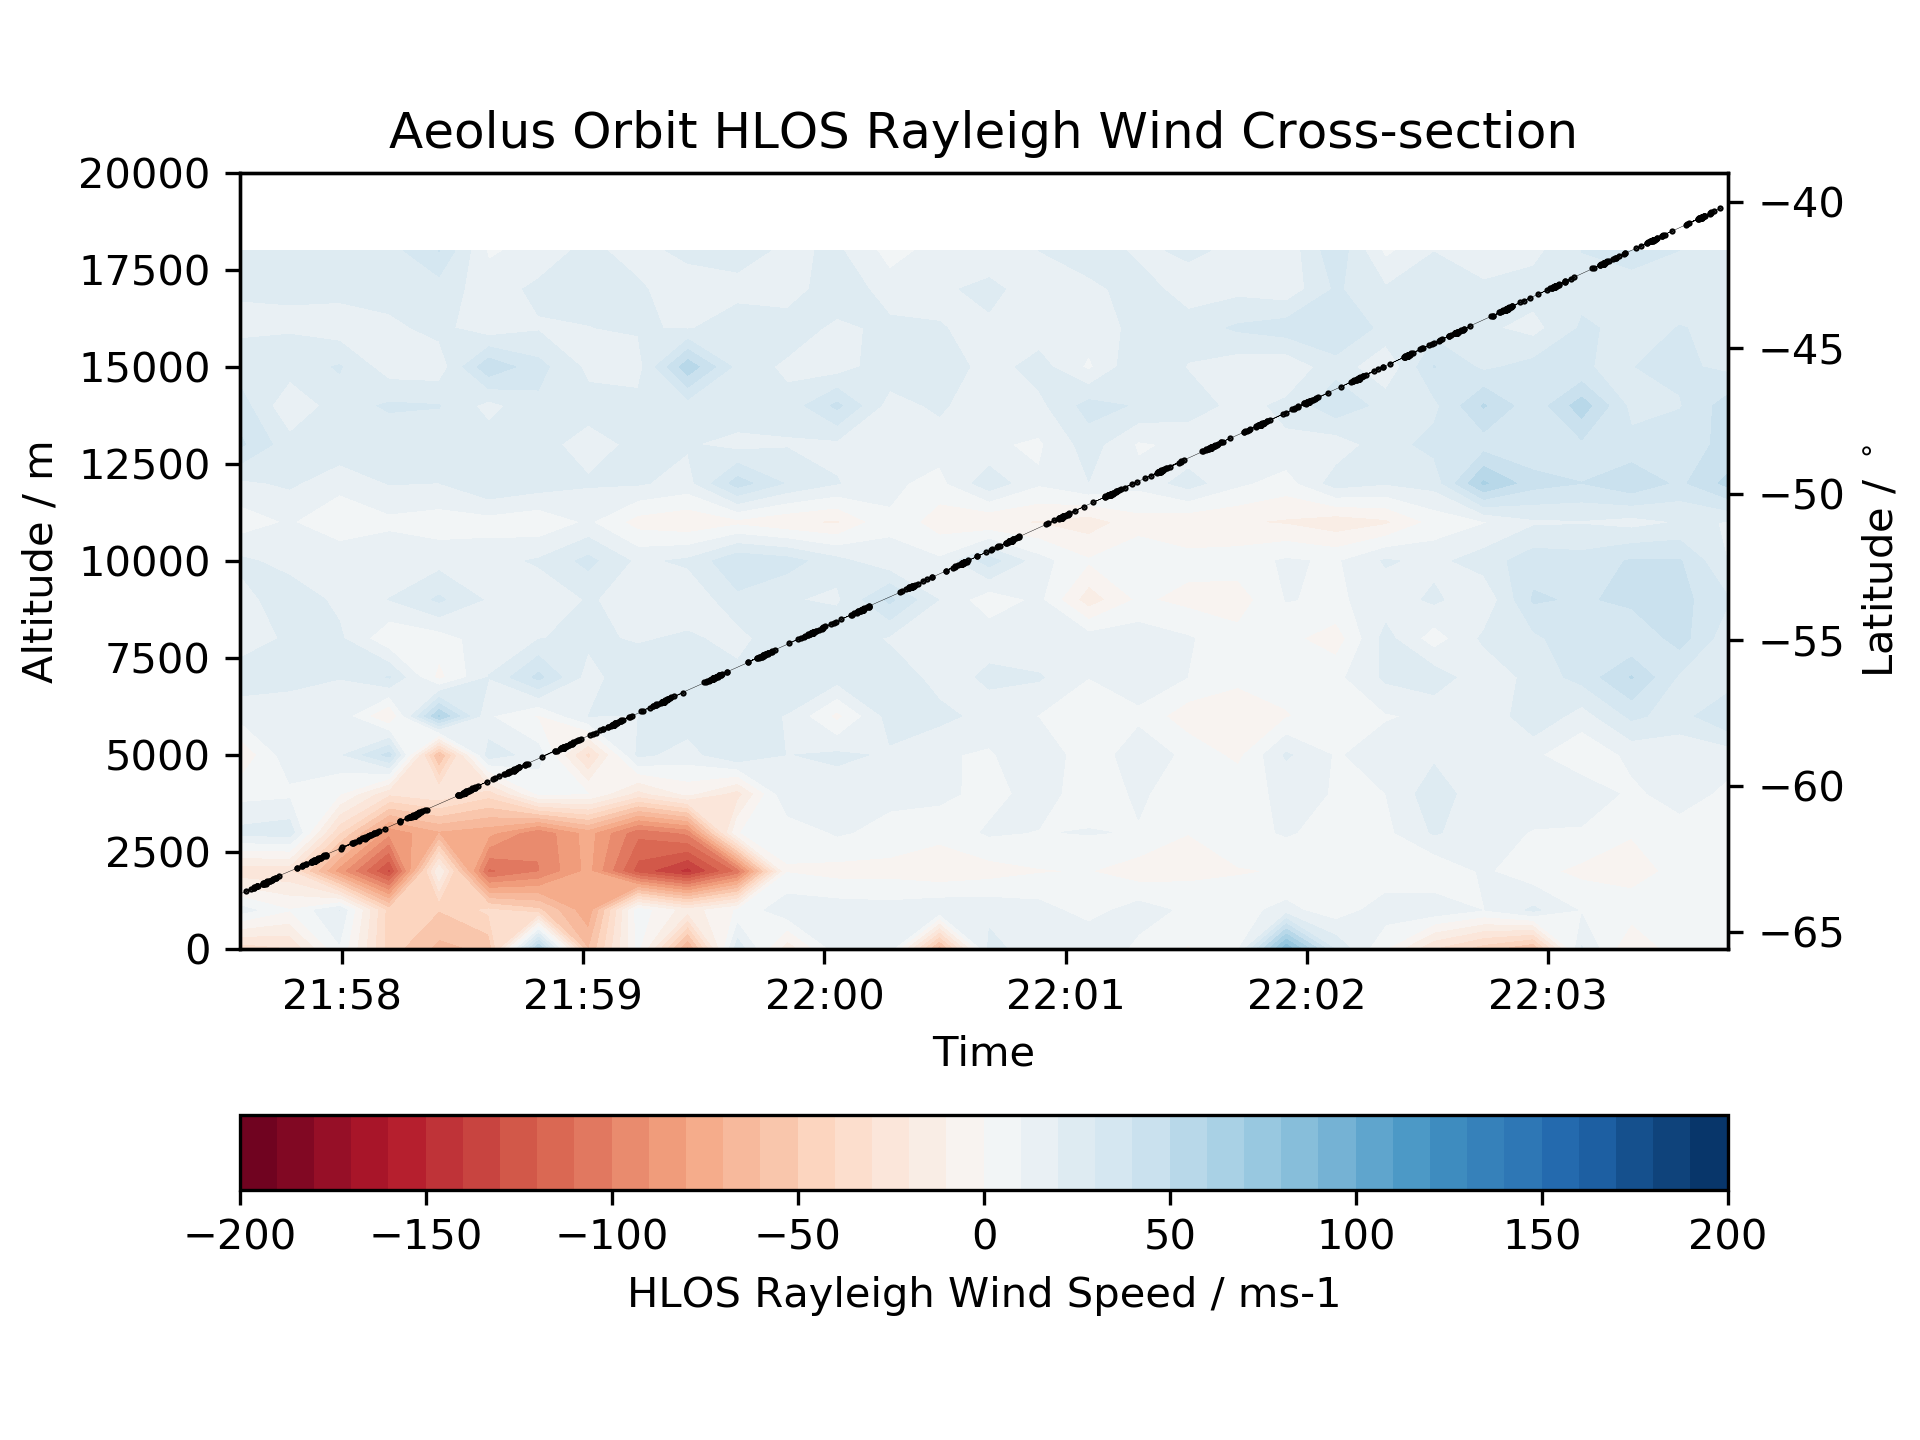 Aeolus Orbit HLOS Rayleigh Wind Cross-section
20000
17500
15000
12500
10000
7500
5000
2500
0
Altitude / m
−40
−45
−50
−55
−60
−65
Latitude / °
21:58 21:59 22:00 22:01 22:02 22:03
Time
−200 −150 −100 −50 0 50 100 150 200
HLOS Rayleigh Wind Speed / ms-1